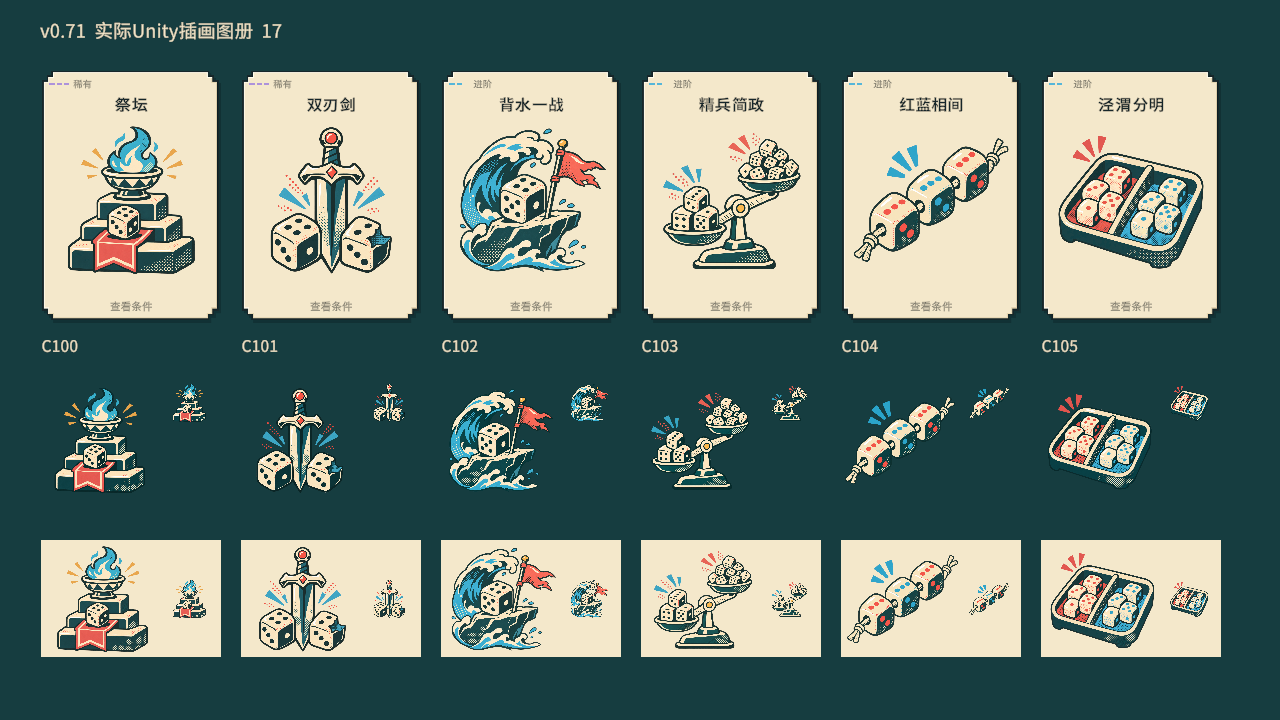 v0.71 实际Unity插画图册 17
稀有
祭坛
查看条件
稀有
双刃剑
查看条件
进阶
背水一战
查看条件
进阶
精兵简政
查看条件
进阶
红蓝相间
查看条件
进阶
泾渭分明
查看条件
C100
C101
C102
C103
C104
C105